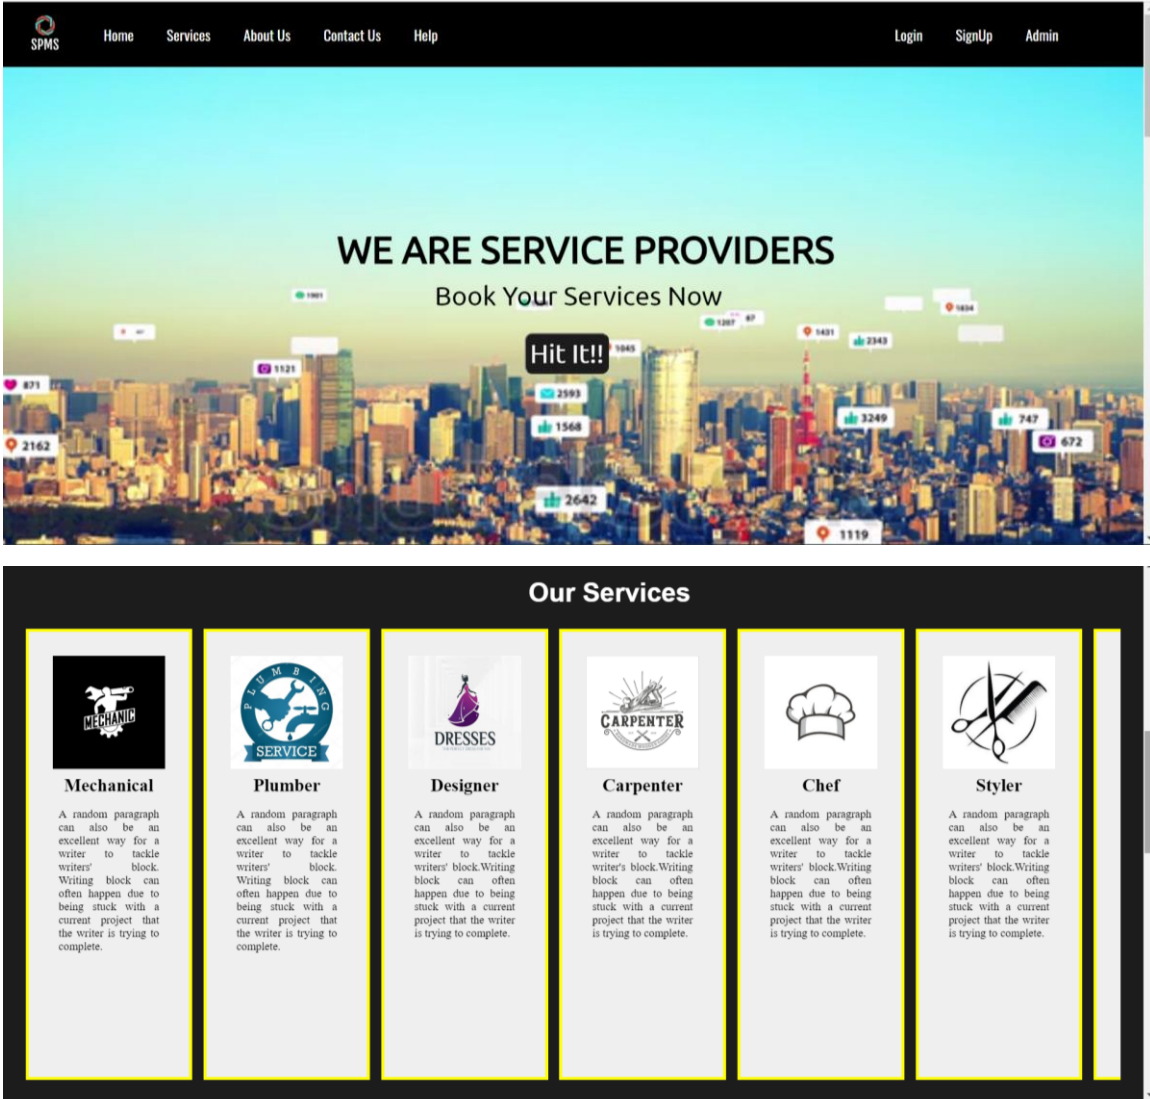 SPMS
Home Services About Us Contact Us Help
Login SignUp Admin
WE ARE SERVICE PROVIDERS
Book Your Services Now
Hit It!!
1901
1207
87
1634
1431
2343
1045
1121
871
2593
1568
3249
747
672
2162
2642
1119
Our Services
MECHANIC
Mechanical
A random paragraph
can also be an
excellent way for a
writer to tackle
writers' block.
Writing block can
often happen due to
being stuck with a
current project that
the writer is trying to
complete.
PLUMBING
SERVICE
Plumber
A random paragraph
can also be an
excellent way for a
writer to tackle
writers' block.
Writing block can
often happen due to
being stuck with a
current project that
the writer is trying to
complete.
DRESSES
Designer
A random paragraph
can also be an
excellent way for a
writer to tackle
writers' block.Writing
block can often
happen due to being
stuck with a current
project that the writer
is trying to complete.
CARPENTER
Carpenter
A random paragraph
can also be an
excellent way for a
writer to tackle
writer's block.Writing
block can often
happen due to being
stuck with a current
project that the writer
is trying to complete.
Chef
A random paragraph
can also be an
excellent way for a
writer to tackle
writers' block.Writing
block can often
happen due to being
stuck with a current
project that the writer
is trying to complete.
Styler
A random paragraph
can also be an
excellent way for a
writer to tackle
writers' block.Writing
block can often
happen due to being
stuck with a current
project that the writer
is trying to complete.